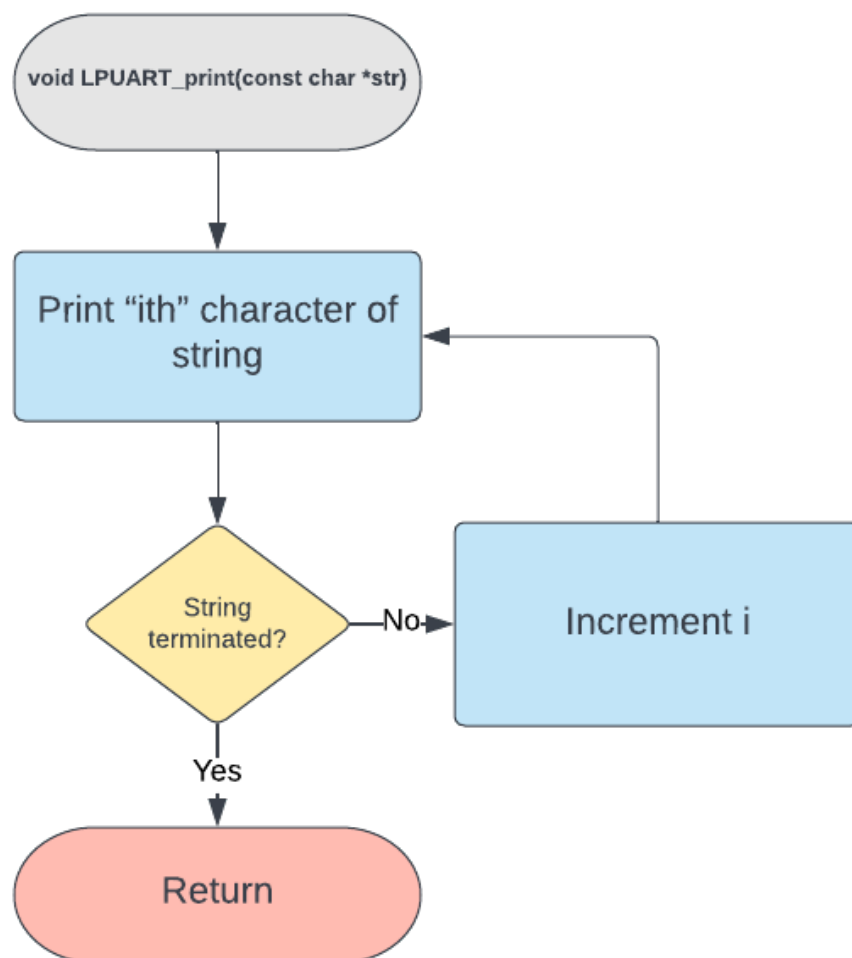 void LPUART_print(const char *str)
Print “ith” character of
string
String
terminated?
No
Increment i
Yes
Return